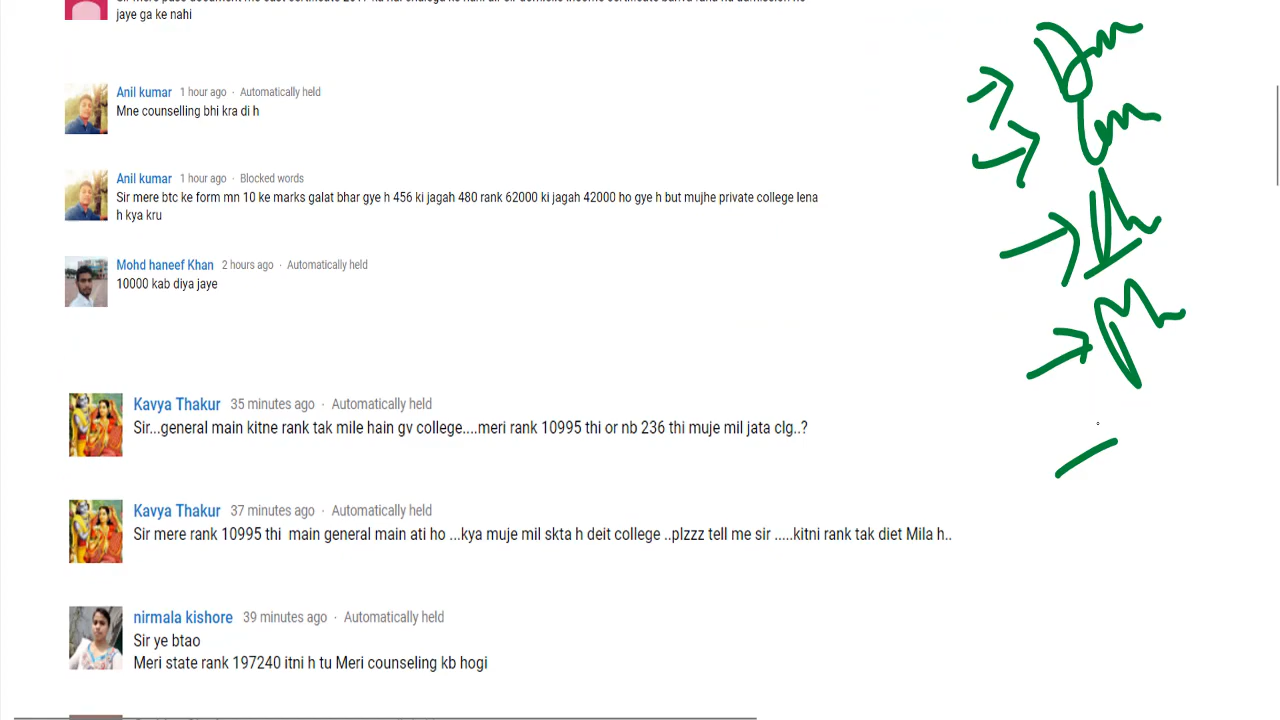 jaye ga ke nahi
Anil kumar 1 hour ago · Automatically held
Mne counselling bhi kra di h
Anil kumar 1 hour ago · Blocked words
Sir mere btc ke form mn 10 ke marks galat bhar gye h 456 ki jagah 480 rank 62000 ki jagah 42000 ho gye h but mujhe private college lena
h kya kru
Mohd haneef Khan 2 hours ago · Automatically held
10000 kab diya jaye
Kavya Thakur 35 minutes ago · Automatically held
Sir...general main kitne rank tak mile hain gv college....meri rank 10995 thi or nb 236 thi muje mil jata clg..?
Kavya Thakur 37 minutes ago · Automatically held
Sir mere rank 10995 thi main general main ati ho ...kya muje mil skta h deit college ..plzzz tell me sir .....kitni rank tak diet Mila h..
nirmala kishore 39 minutes ago · Automatically held
Sir ye btao
Meri state rank 197240 itni h tu Meri counseling kb hogi